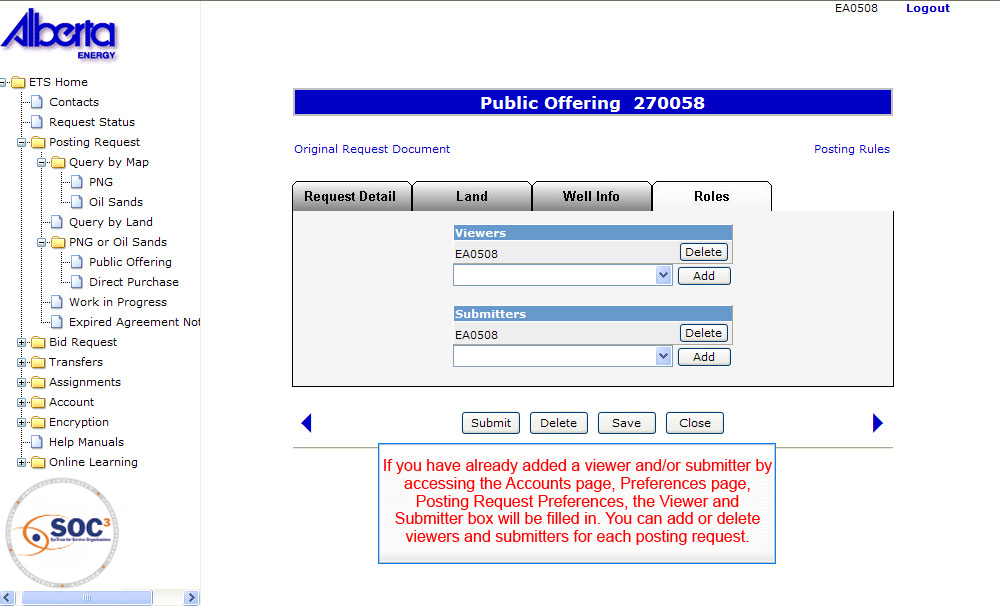 EA0508 Logout
Alberta
ENERGY
ETS Home
Contacts
Request Status
Posting Request
Query by Map
PNG
Oil Sands
Query by Land
PNG or Oil Sands
Public Offering
Direct Purchase
Work in Progress
Expired Agreement Not
Bid Request
Transfers
Assignments
Account
Encryption
Help Manuals
Online Learning
SOC3
Public Offering 270058
Original Request Document Posting Rules
Request Detail Land Well Info Roles
Viewers
EA0508 Delete
Add
Submitters
EA0508 Delete
Add
Submit Delete Save Close
If you have already added a viewer and/or submitter by
accessing the Accounts page, Preferences page,
Posting Request Preferences, the Viewer and
Submitter box will be filled in. You can add or delete
viewers and submitters for each posting request.